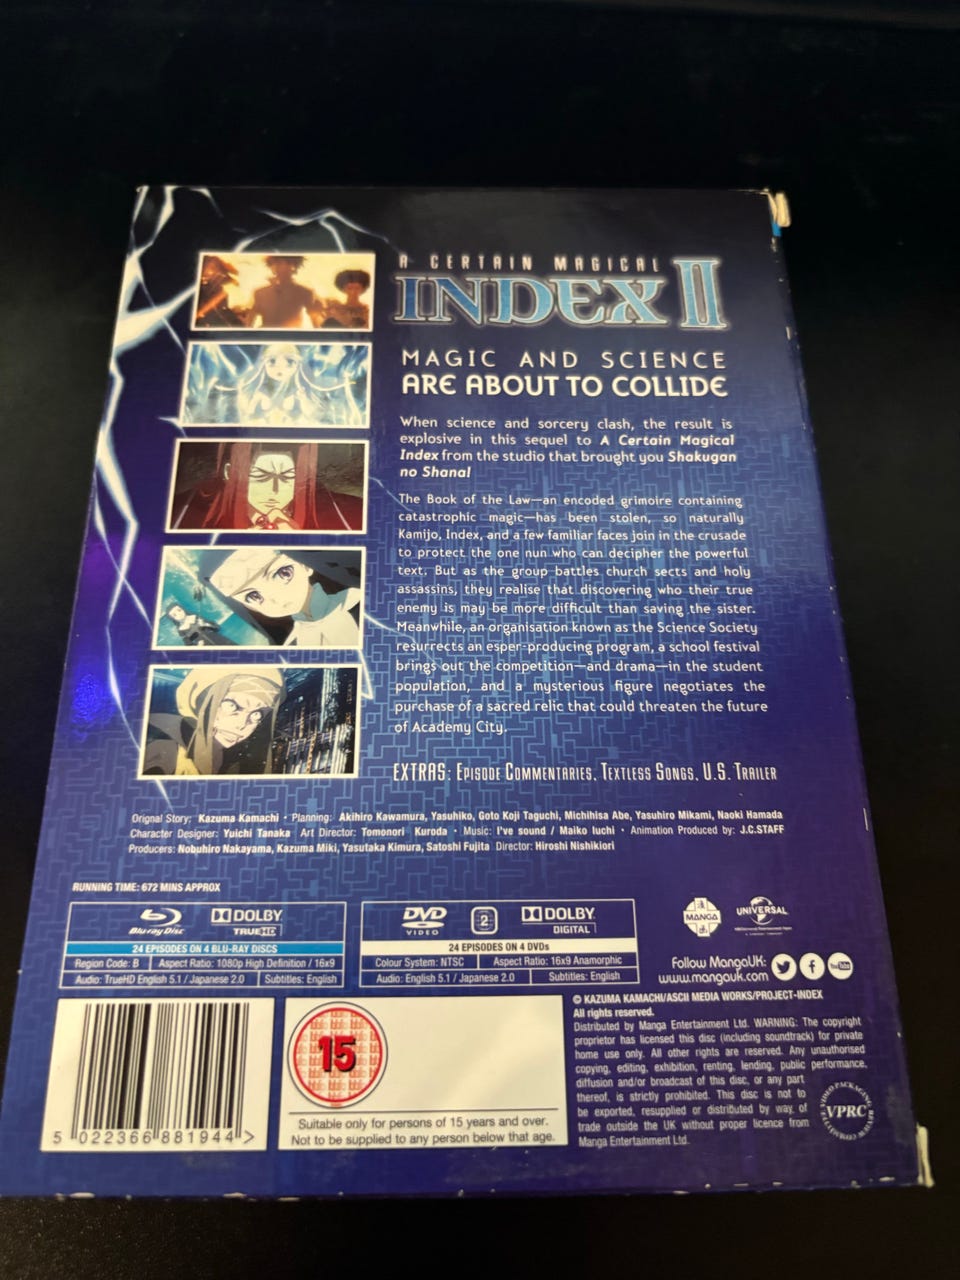 A CERTAIN MAGICAL
INDEX II
MAGIC AND SCIENCE
ARE ABOUT TO COLLIDE
When science and sorcery clash, the result is
explosive in this sequel to A Certain Magical
Index from the studio that brought you Shakugan
no Shana!
The Book of the Law—an encoded grimoire containing
catastrophic magic—has been stolen, so naturally
Kamijo, Index, and a few familiar faces join in the crusade
to protect the one nun who can decipher the powerful
text. But as the group battles church sects and holy
assassins, they realise that discovering who their true
enemy is may be more difficult than saving the sister.
Meanwhile, an organisation known as the Science Society
resurrects an esper-producing program, a school festival
brings out the competition—and drama—in the student
population, and a mysterious figure negotiates the
purchase of a sacred relic that could threaten the future
of Academy City.
EXTRAS: EPISODE COMMENTARIES, TEXTLESS SONGS, U.S. TRAILER
Orignal Story: Kazuma Kamachi • Planning: Akihiro Kawamura, Yasuhiko, Goto Koji Taguchi, Michihisa Abe, Yasuhiro Mikami, Naoki Hamada
Character Designer: Yuichi Tanaka Art Director: Tomonori Kuroda • Music: I've sound / Maiko Iuchi • Animation Produced by: J.C.STAFF
Producers: Nobuhiro Nakayama, Kazuma Miki, Yasutaka Kimura, Satoshi Fujita Director: Hiroshi Nishikiori
RUNNING TIME: 672 MINS APPROX
Blu-ray Disc DOLBY TRUEHD
24 EPISODES ON 4 BLU-RAY DISCS
Region Code: B Aspect Ratio: 1080p High Definition / 16x9
Audio: TrueHD English 5.1 / Japanese 2.0 Subtitles: English
DVD VIDEO 2 DOLBY DIGITAL
24 EPISODES ON 4 DVDs
Colour System: NTSC Aspect Ratio: 16x9 Anamorphic
Audio: English 5.1 / Japanese 2.0 Subtitles: English
MANGA UNIVERSAL
Follow MangaUK:
www.mangauk.com
You Tube
5 022366 881944 >
15
Suitable only for persons of 15 years and over.
Not to be supplied to any person below that age.
© KAZUMA KAMACHI/ASCII MEDIA WORKS/PROJECT-INDEX
All rights reserved.
Distributed by Manga Entertainment Ltd. WARNING: The copyright
proprietor has licensed this disc (including soundtrack) for private
home use only. All other rights are reserved. Any unauthorised
copying, editing, exhibition, renting, lending, public performance,
diffusion and/or broadcast of this disc, or any part
thereof, is strictly prohibited. This disc is not to
be exported, resupplied or distributed by way of
trade outside the UK without proper licence from
Manga Entertainment Ltd.
VPRC